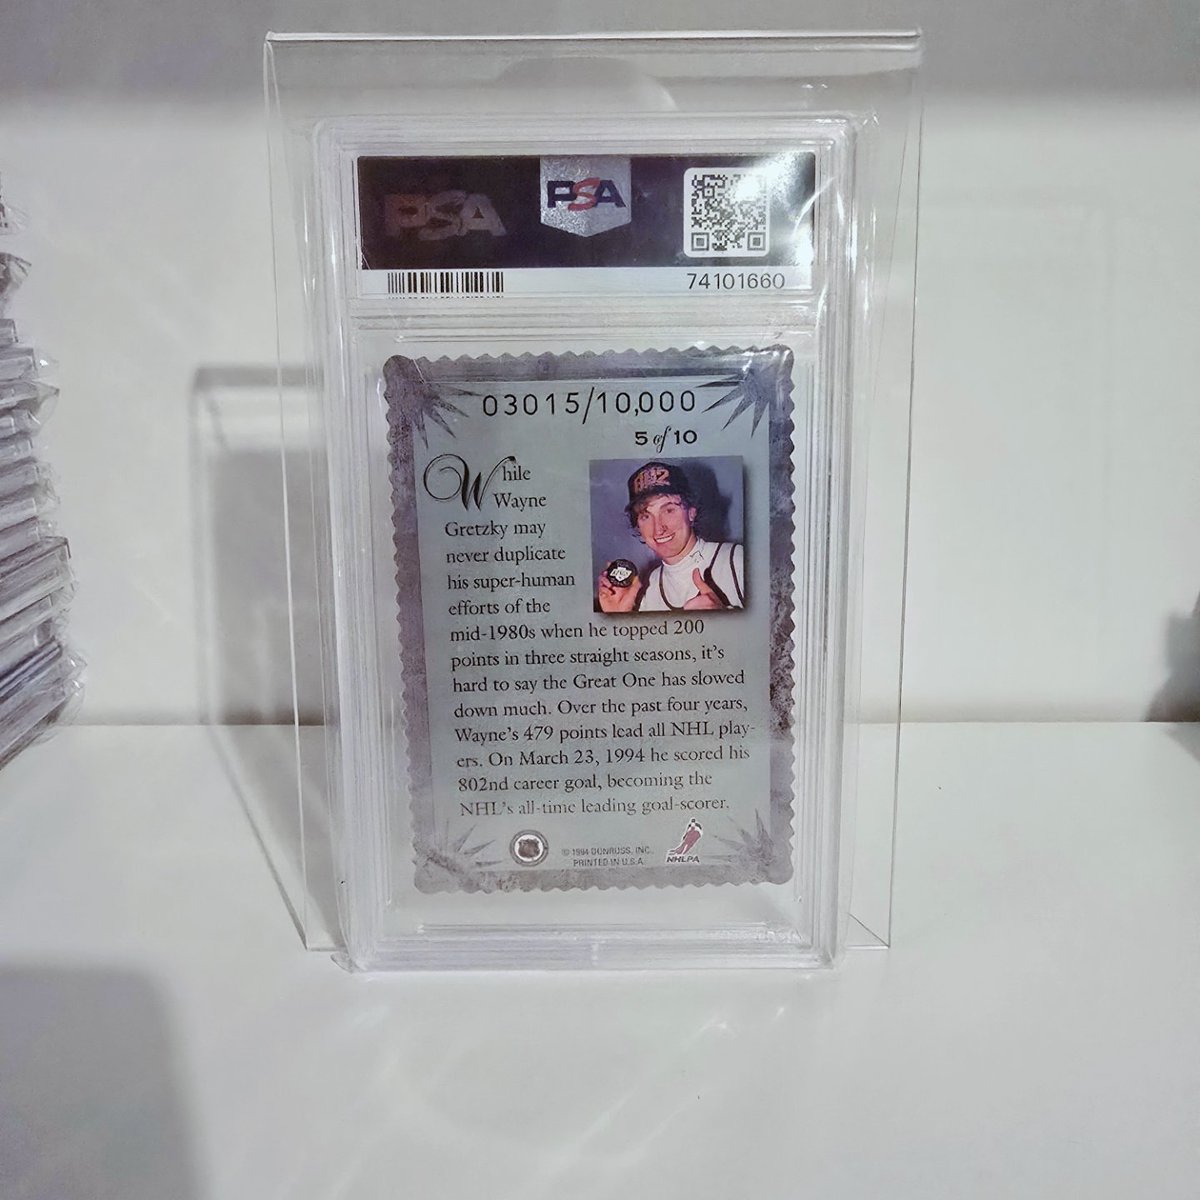 PSA
PSA
74101660
03015/10,000
5 of 10
While
Wayne
Gretzky may
never duplicate
his super-human
efforts of the
mid-1980s when he topped 200
points in three straight seasons, it's
hard to say the Great One has slowed
down much. Over the past four years,
Wayne's 479 points lead all NHL play-
ers. On March 23, 1994 he scored his
802nd career goal, becoming the
NHL's all-time leading goal-scorer.
802
© 1994 DONRUSS, INC.
PRINTED IN U.S.A.
NHLPA